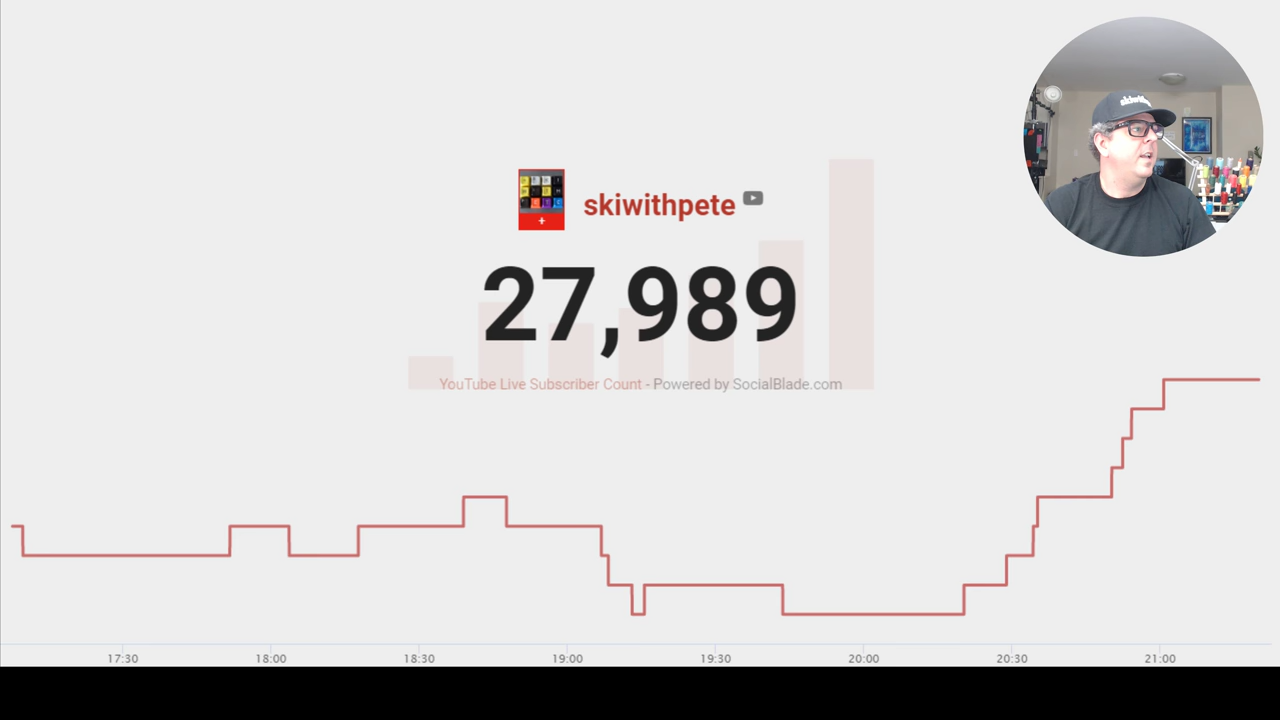 skiwithpete
27,989
YouTube Live Subscriber Count - Powered by SocialBlade.com
17:30 18:00 18:30 19:00 19:30 20:00 20:30 21:00